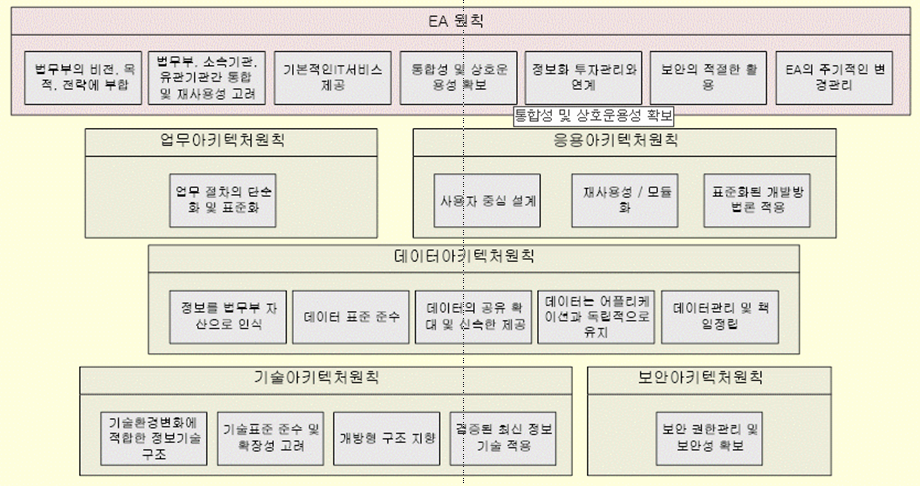 EA 원칙
법무부의 비전, 목
적, 전략에 부합
법무부, 소속기관,
유관기관간 통합
및 재사용성 고려
기본적인IT서비스
제공
통합성 및 상호운
용성 확보
정보화 투자관리와
연계
보안의 적절한 활
용
EA의 주기적인 변
경관리
통합성 및 상호운용성 확보
업무아키텍처원칙
업무 절차의 단순
화 및 표준화
응용아키텍처원칙
사용자 중심 설계
재사용성 / 모듈
화
표준화된 개발방
법론 적용
데이터아키텍처원칙
정보를 법무부 자
산으로 인식
데이터 표준 준수
데이터의 공유 확
대 및 신속한 제공
데이터는 어플리케
이션과 독립적으로
유지
데이터관리 및 책
임정립
기술아키텍처원칙
기술환경변화에
적합한 정보기술
구조
기술표준 준수 및
확장성 고려
개방형 구조 지향
검증된 최신 정보
기술 적용
보안아키텍처원칙
보안 권한관리 및
보안성 확보